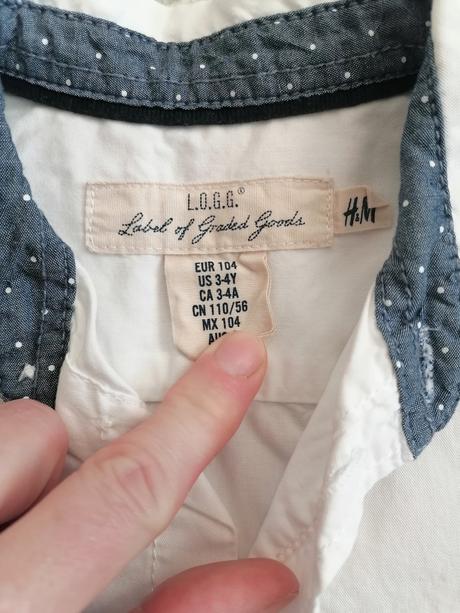 L.O.G.G.®
Label of Graded Goods
H&M
EUR 104
US 3-4Y
CA 3-4A
CN 110/56
MX 104